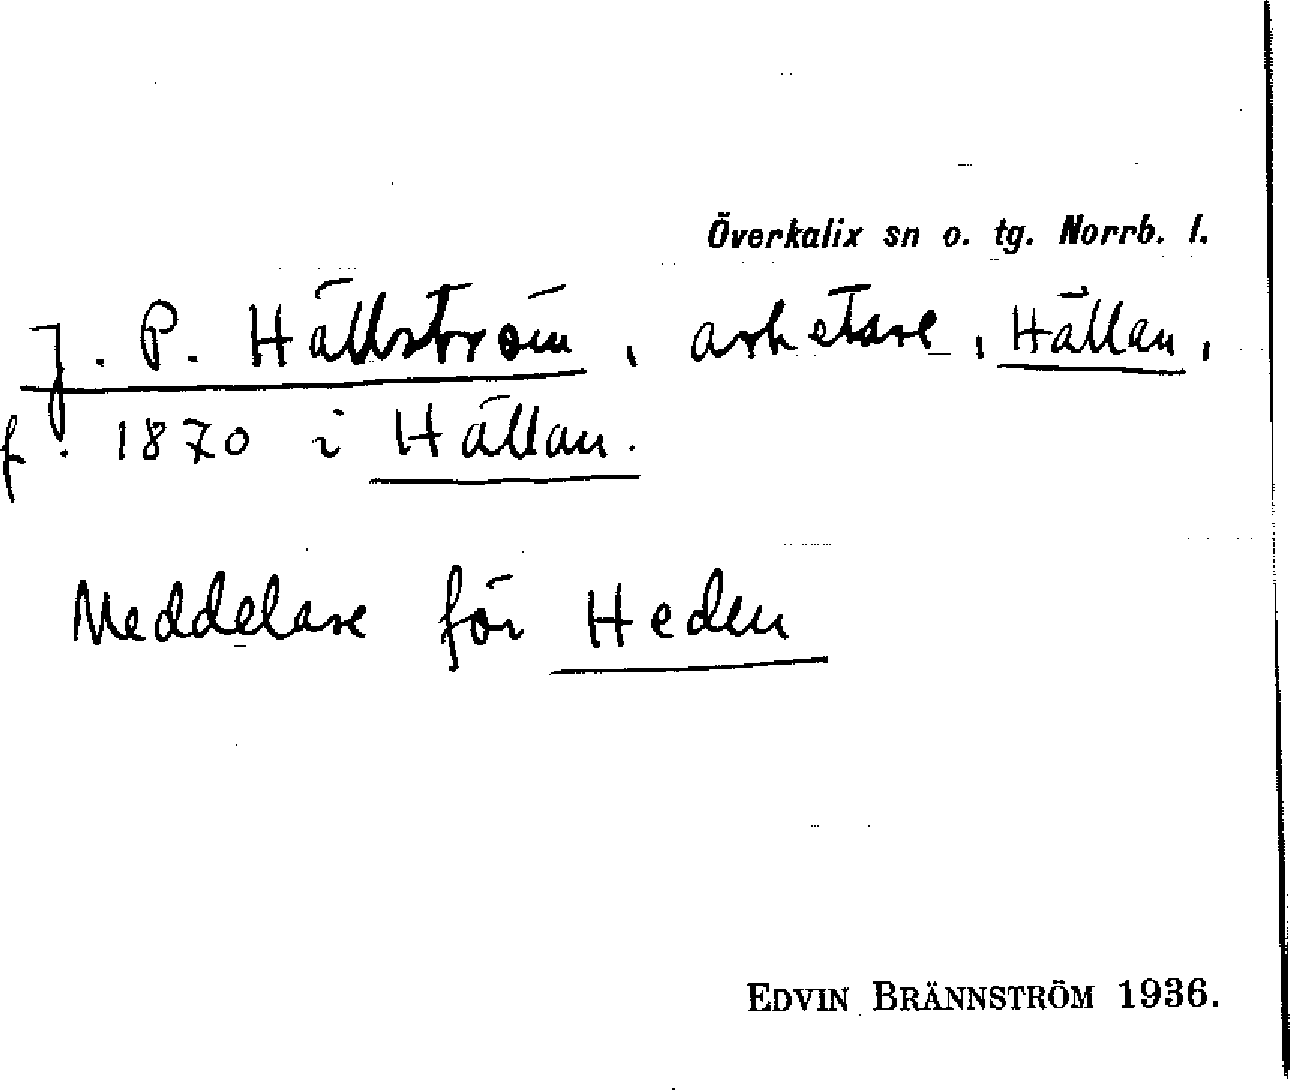 Överkalix sn o. tg. Norrb. l.
J. P. Hällström, arbetare, Hällan,
f. 1870 i Hällan.
Meddelare för Heden
EDVIN BRÄNNSTRÖM 1936.